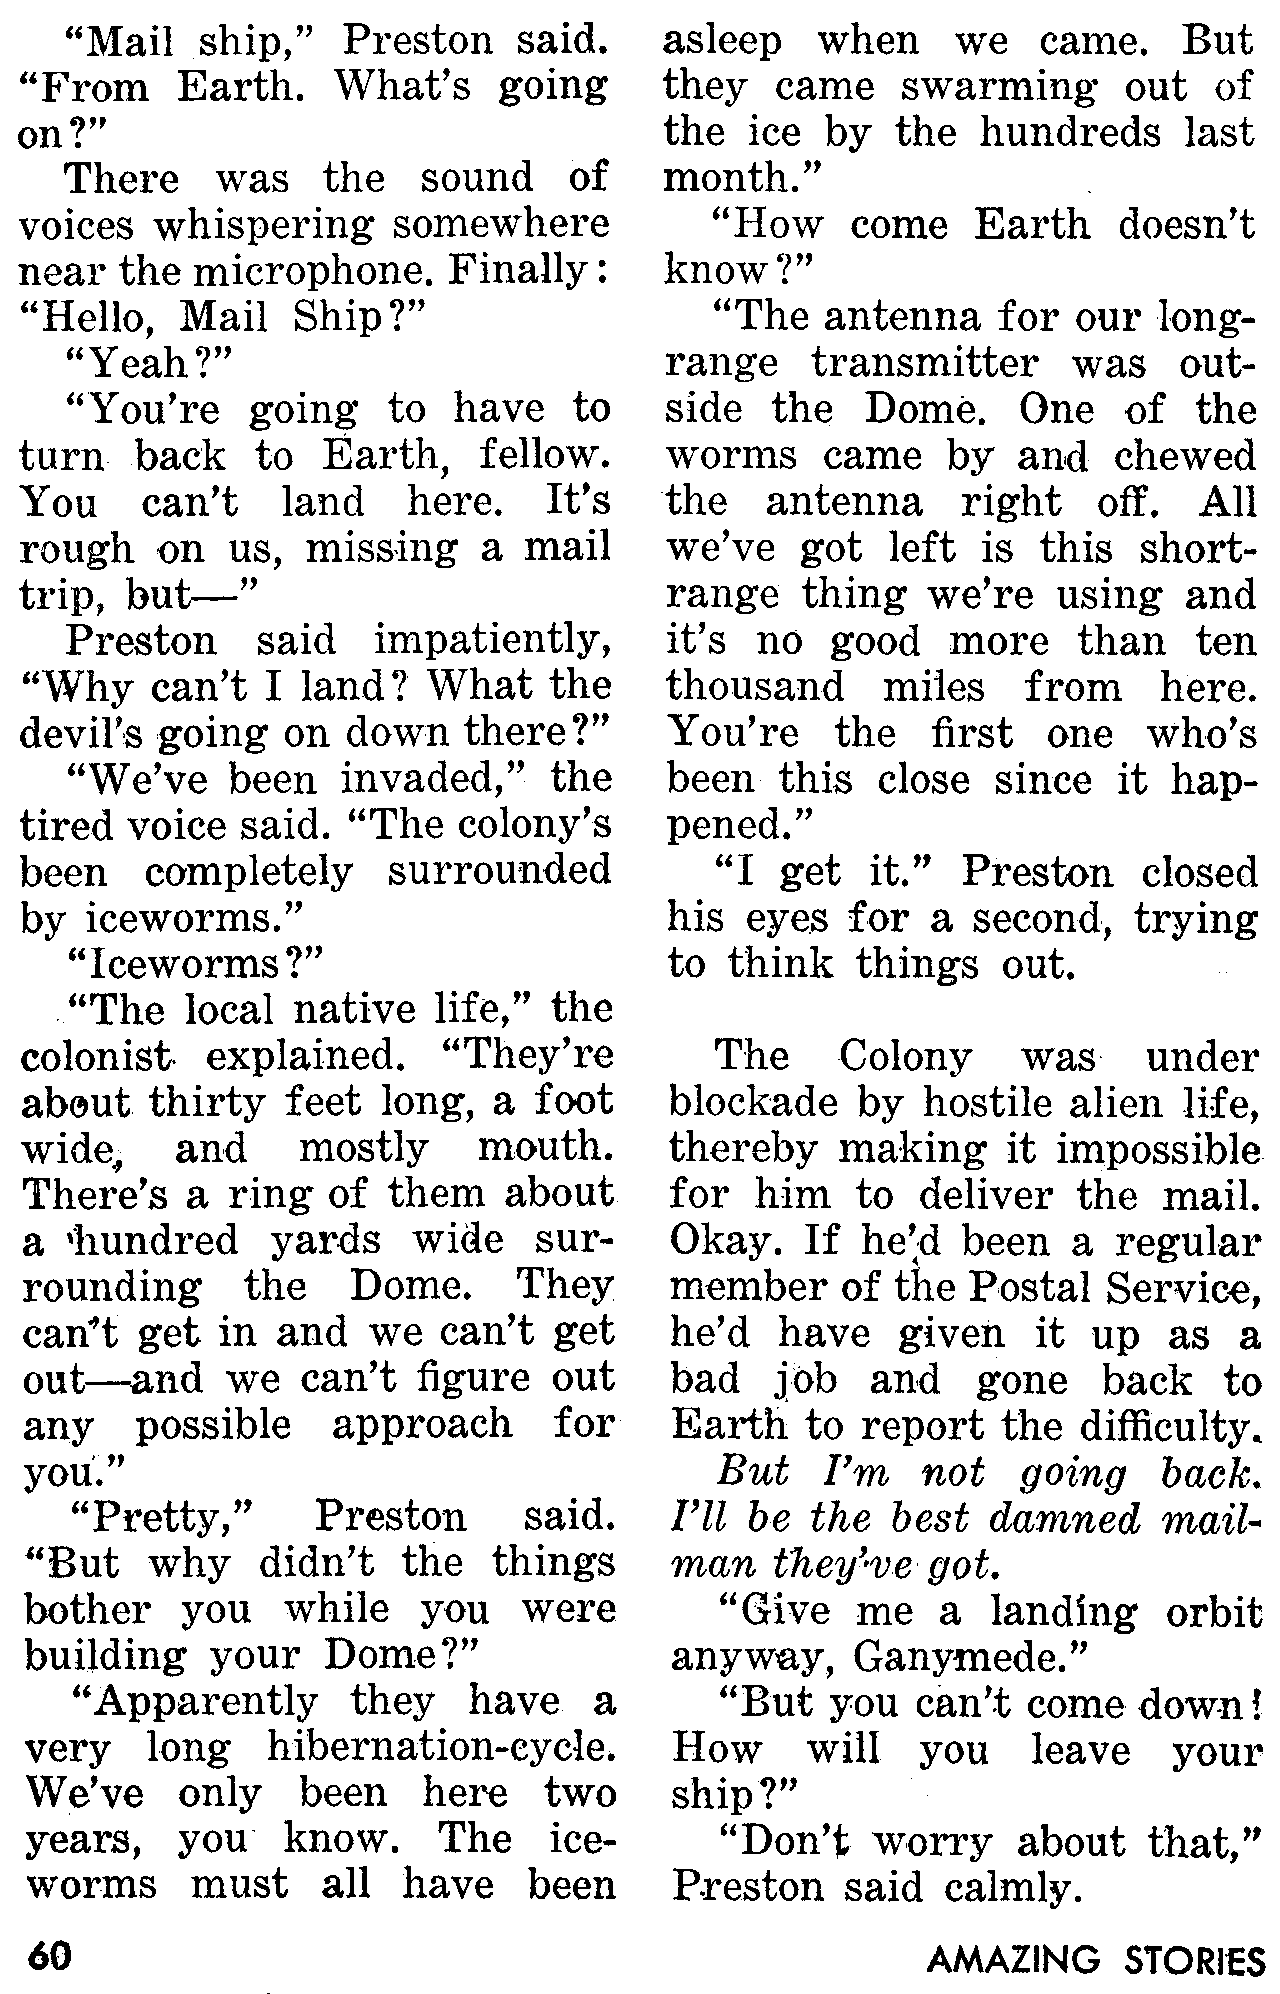 “Mail ship,” Preston said.
“From Earth. What’s going
on?”
There was the sound of
voices whispering somewhere
near the microphone. Finally:
“Hello, Mail Ship?”
“Yeah?”
“You’re going to have to
turn back to Earth, fellow.
You can’t land here. It’s
rough on us, missing a mail
trip, but—”
Preston said impatiently,
“Why can’t I land? What the
devil’s going on down there?”
“We’ve been invaded,” the
tired voice said. “The colony’s
been completely surrounded
by iceworms.”
“Iceworms?”
“The local native life,” the
colonist explained. “They’re
about thirty feet long, a foot
wide, and mostly mouth.
There’s a ring of them about
a hundred yards wide sur-
rounding the Dome. They
can’t get in and we can’t get
out—and we can’t figure out
any possible approach for
you.”
“Pretty,” Preston said.
“But why didn’t the things
bother you while you were
building your Dome?”
“Apparently they have a
very long hibernation-cycle.
We’ve only been here two
years, you know. The ice-
worms must all have been
asleep when we came. But
they came swarming out of
the ice by the hundreds last
month.”
“How come Earth doesn’t
know?”
“The antenna for our long-
range transmitter was out-
side the Dome. One of the
worms came by and chewed
the antenna right off. All
we’ve got left is this short-
range thing we’re using and
it’s no good more than ten
thousand miles from here.
You’re the first one who’s
been this close since it hap-
pened.”
“I get it.” Preston closed
his eyes for a second, trying
to think things out.
The Colony was under
blockade by hostile alien life,
thereby making it impossible
for him to deliver the mail.
Okay. If he’d been a regular
member of the Postal Service,
he’d have given it up as a
bad job and gone back to
Earth to report the difficulty.
But I’m not going back.
I’ll be the best damned mail-
man they’ve got.
“Give me a landing orbit
anyway, Ganymede.”
“But you can’t come down!
How will you leave your
ship?”
“Don’t worry about that,”
Preston said calmly.
60
AMAZING STORIES